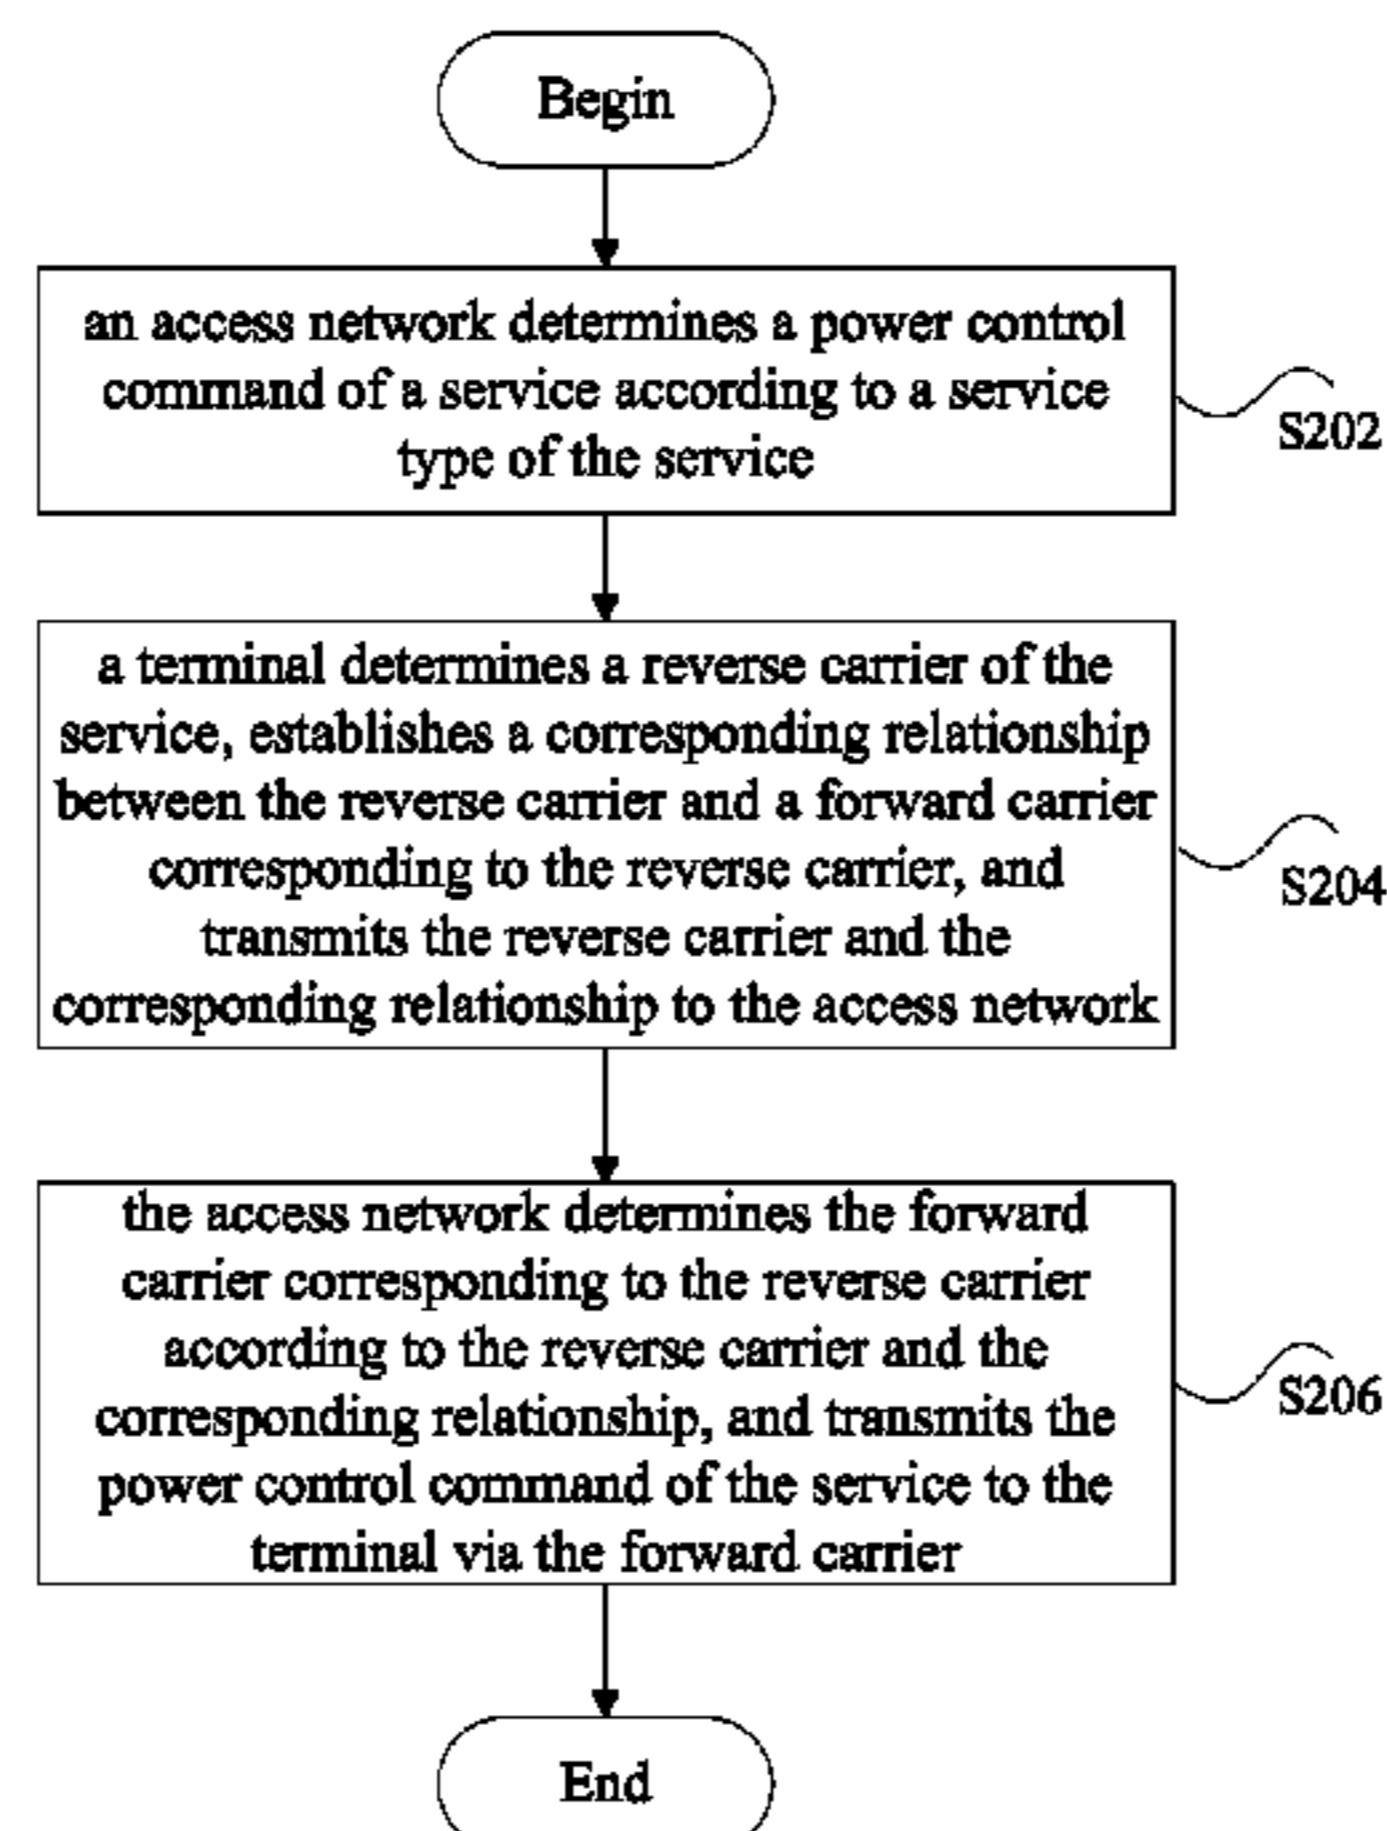 Begin
an access network determines a power control
command of a service according to a service
type of the service
S202
a terminal determines a reverse carrier of the
service, establishes a corresponding relationship
between the reverse carrier and a forward carrier
corresponding to the reverse carrier, and
transmits the reverse carrier and the
corresponding relationship to the access network
S204
the access network determines the forward
carrier corresponding to the reverse carrier
according to the reverse carrier and the
corresponding relationship, and transmits the
power control command of the service to the
terminal via the forward carrier
S206
End